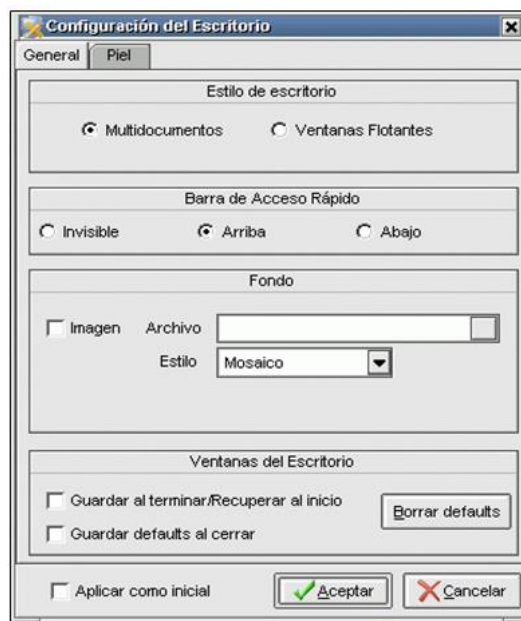 Configuración del Escritorio
General Piel
Estilo de escritorio
Multidocumentos Ventanas Flotantes
Barra de Acceso Rápido
Invisible Arriba Abajo
Fondo
Imagen Archivo
Estilo Mosaico
Ventanas del Escritorio
Guardar al terminar/Recuperar al inicio
Borrar defaults
Guardar defaults al cerrar
Aplicar como inicial Aceptar Cancelar